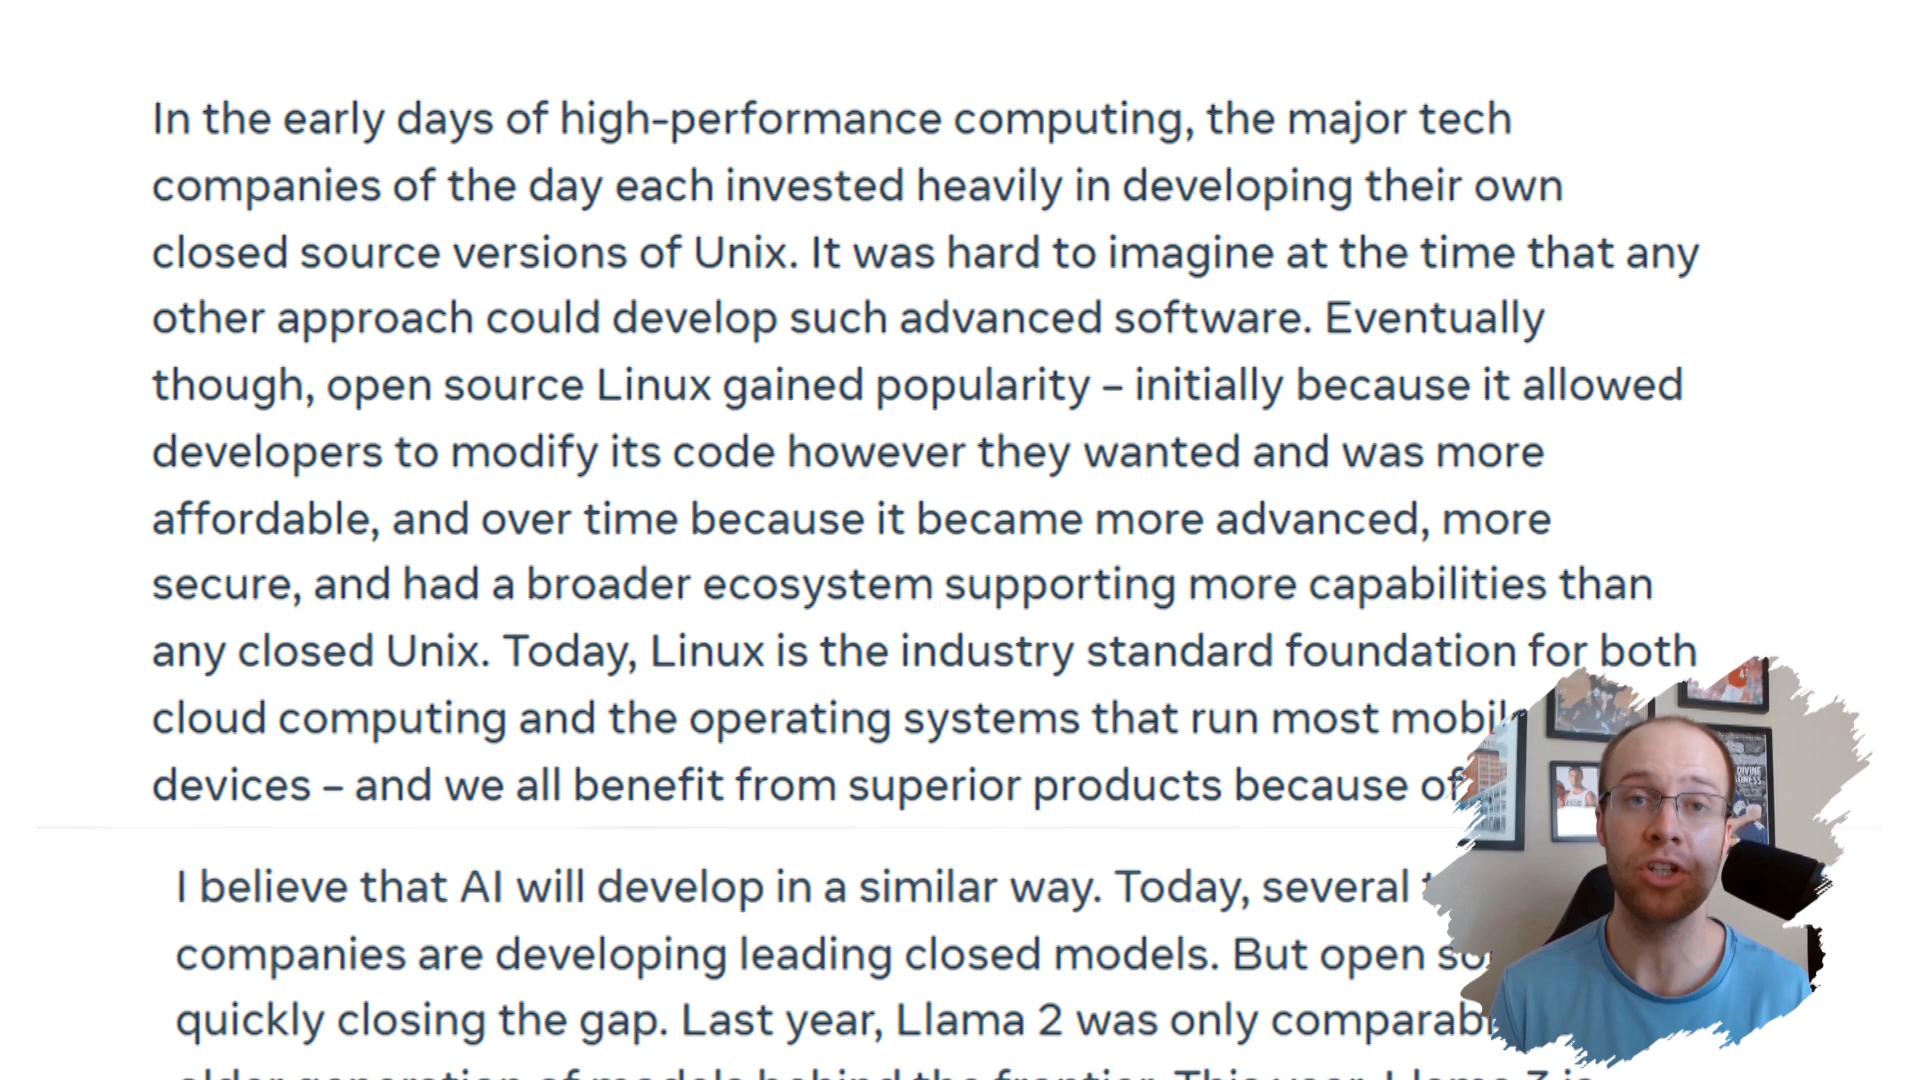 In the early days of high-performance computing, the major tech
companies of the day each invested heavily in developing their own
closed source versions of Unix. It was hard to imagine at the time that any
other approach could develop such advanced software. Eventually
though, open source Linux gained popularity – initially because it allowed
developers to modify its code however they wanted and was more
affordable, and over time because it became more advanced, more
secure, and had a broader ecosystem supporting more capabilities than
any closed Unix. Today, Linux is the industry standard foundation for both
cloud computing and the operating systems that run most
devices – and we all benefit from superior products because of
I believe that AI will develop in a similar way. Today, several
companies are developing leading closed models. But open
quickly closing the gap. Last year, Llama 2 was only
DIVINE